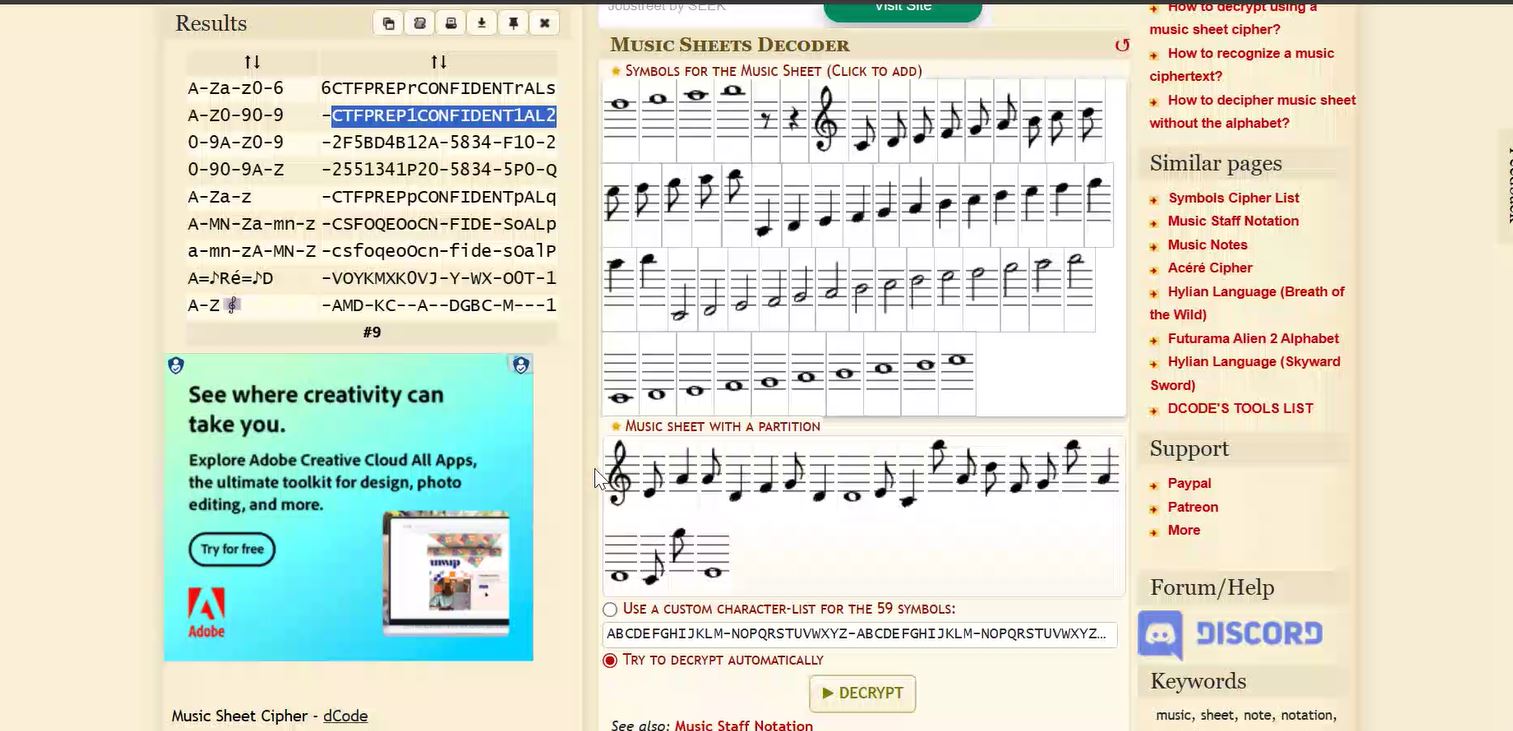 Results
↑↓ ↑↓
A-Za-z0-6 6CTFPREPrCONFIDENTrALs
A-Z0-90-9 -CTFPREP1CONFIDENT1AL2
0-9A-Z0-9 -2F5BD4B12A-5834-F10-2
0-90-9A-Z -2551341P20-5834-5P0-Q
A-Za-z -CTFPREPpCONFIDENTpALq
A-MN-Za-mn-z -CSFOQEOoCN-FIDE-SoALp
a-mn-zA-MN-Z -csfoqeoOcn-fide-sOalP
A=♪Ré=♪D -VOYKMXK0VJ-Y-WX-OOT-1
A-Z -AMD-KC--A--DGBC-M---1
#9
See where creativity can
take you.
Explore Adobe Creative Cloud All Apps,
the ultimate toolkit for design, photo
editing, and more.
unwrap
Try for free
Adobe
Music Sheet Cipher - dCode
Jobstreet by SEEK
Visit Site
Music Sheets Decoder
Symbols for the Music Sheet (Click to add)
Music sheet with a partition
Use a custom character-list for the 59 symbols:
ABCDEFGHIJKLM-NOPQRSTUVWXYZ-ABCDEFGHIJKLM-NOPQRSTUVWXYZ...
Try to decrypt automatically
▶ DECRYPT
See also: Music Staff Notation
How to decrypt using a
music sheet cipher?
How to recognize a music
ciphertext?
How to decipher music sheet
without the alphabet?
Similar pages
Symbols Cipher List
Music Staff Notation
Music Notes
Acéré Cipher
Hylian Language (Breath of
the Wild)
Futurama Alien 2 Alphabet
Hylian Language (Skyward
Sword)
DCODE'S TOOLS LIST
Support
Paypal
Patreon
More
Forum/Help
DISCORD
Keywords
music, sheet, note, notation,
Feedback